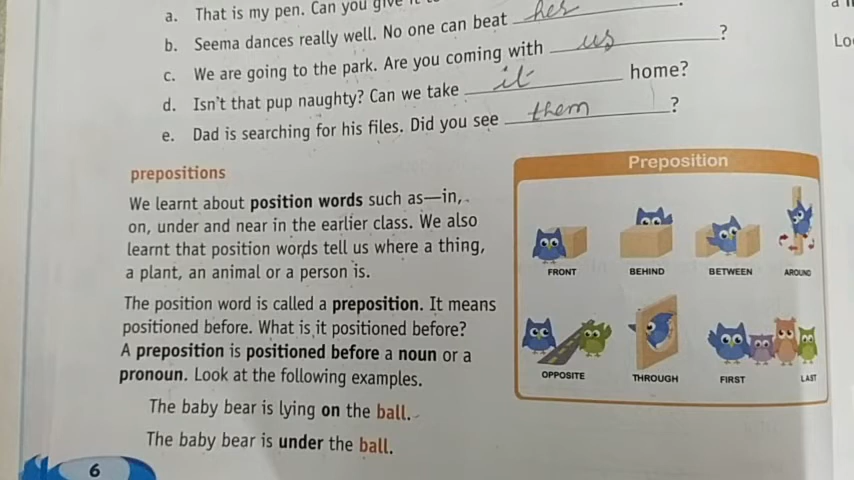 a. That is my pen. Can you give it to
b. Seema dances really well. No one can beat her.
c. We are going to the park. Are you coming with us?
d. Isn't that pup naughty? Can we take it home?
e. Dad is searching for his files. Did you see them?
prepositions
We learnt about position words such as—in,
on, under and near in the earlier class. We also
learnt that position words tell us where a thing,
a plant, an animal or a person is.
The position word is called a preposition. It means
positioned before. What is it positioned before?
A preposition is positioned before a noun or a
pronoun. Look at the following examples.
The baby bear is lying on the ball.
The baby bear is under the ball.
6
Preposition
FRONT BEHIND BETWEEN AROUND
OPPOSITE THROUGH FIRST LAST
Lo